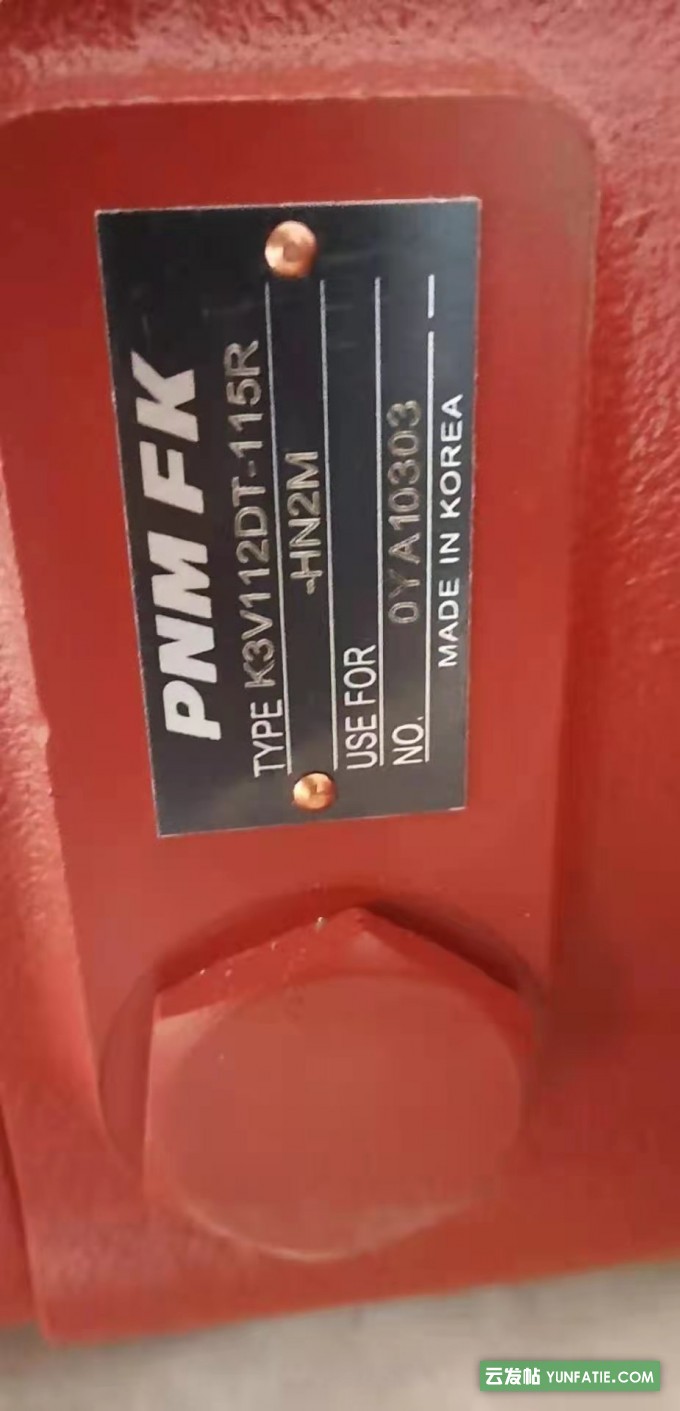 PNM FK
TYPE K3V112DT-115R
-HN2M
USE FOR
NO. 0YA10303
MADE IN KOREA
云发帖 YUNFATIE.COM